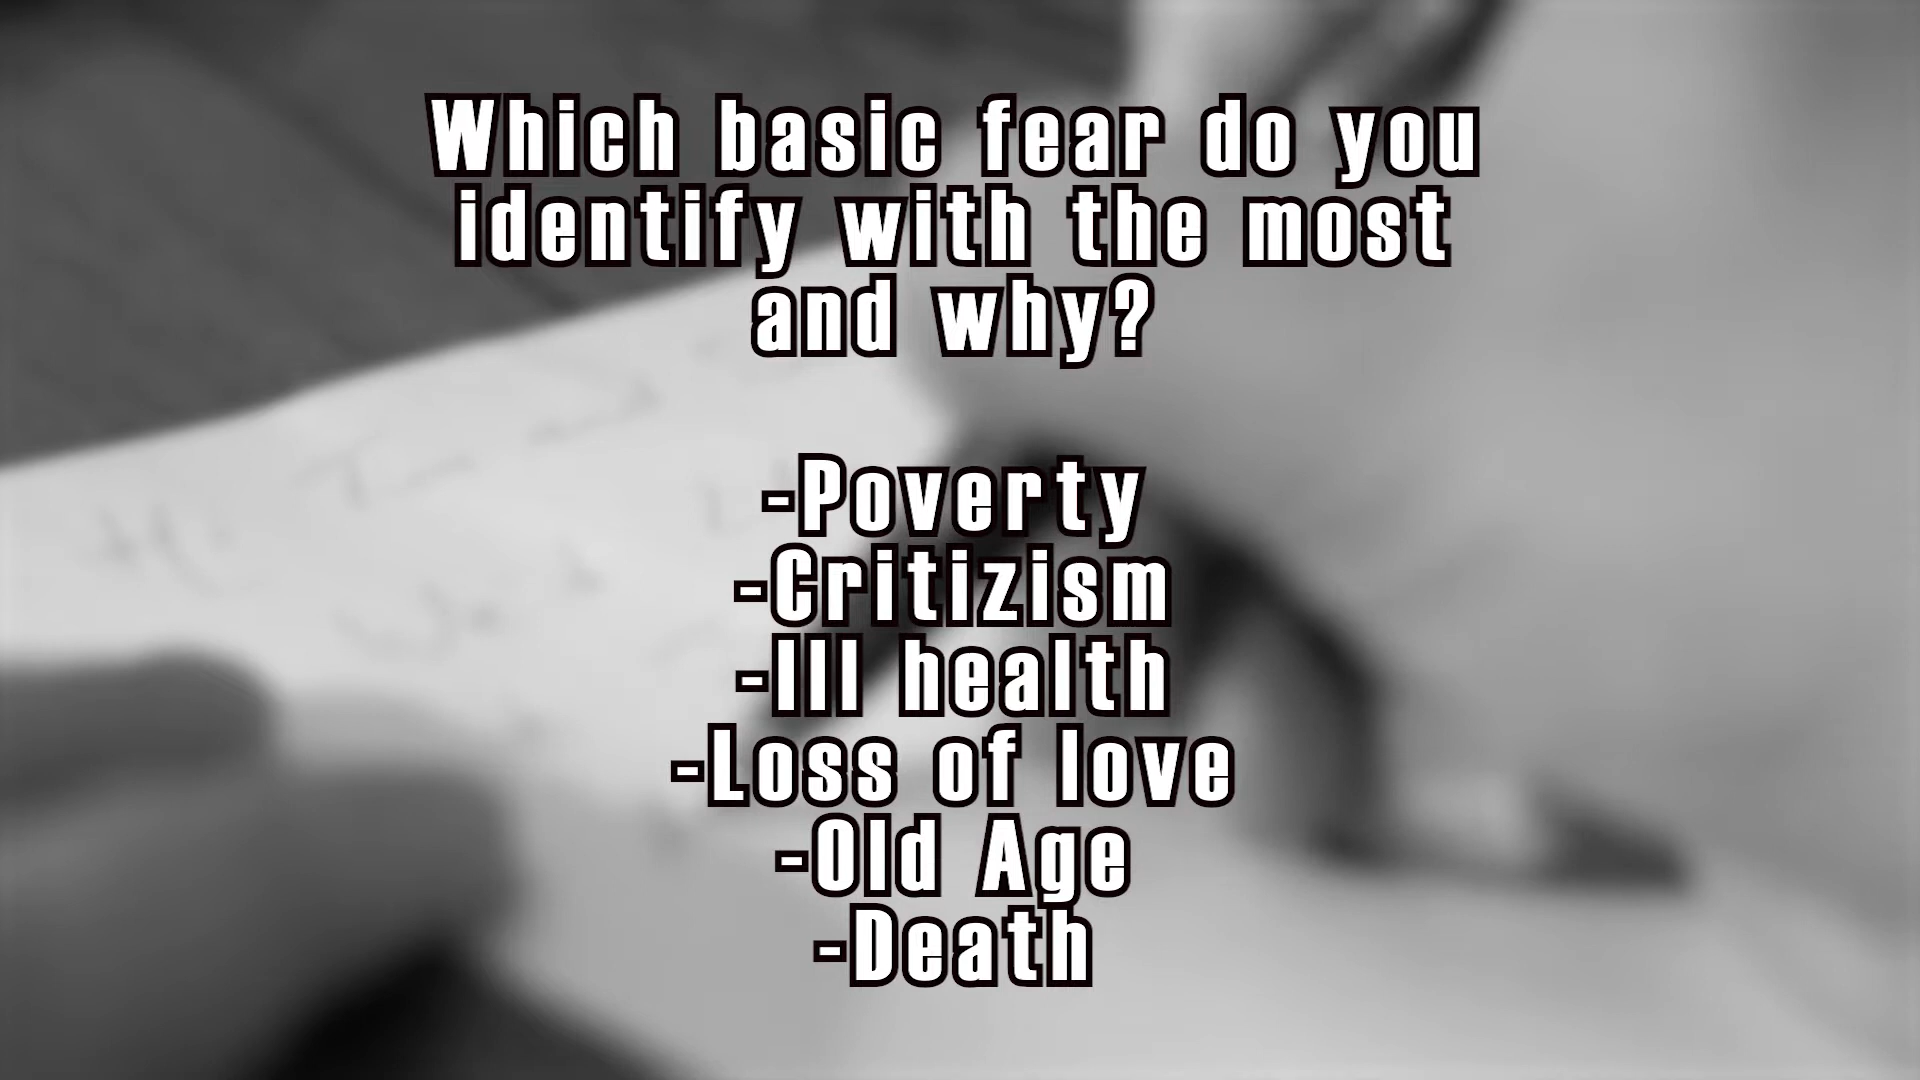 Which basic fear do you
identify with the most
and why?
-Poverty
-Critizism
-Ill health
-Loss of love
-Old Age
-Death